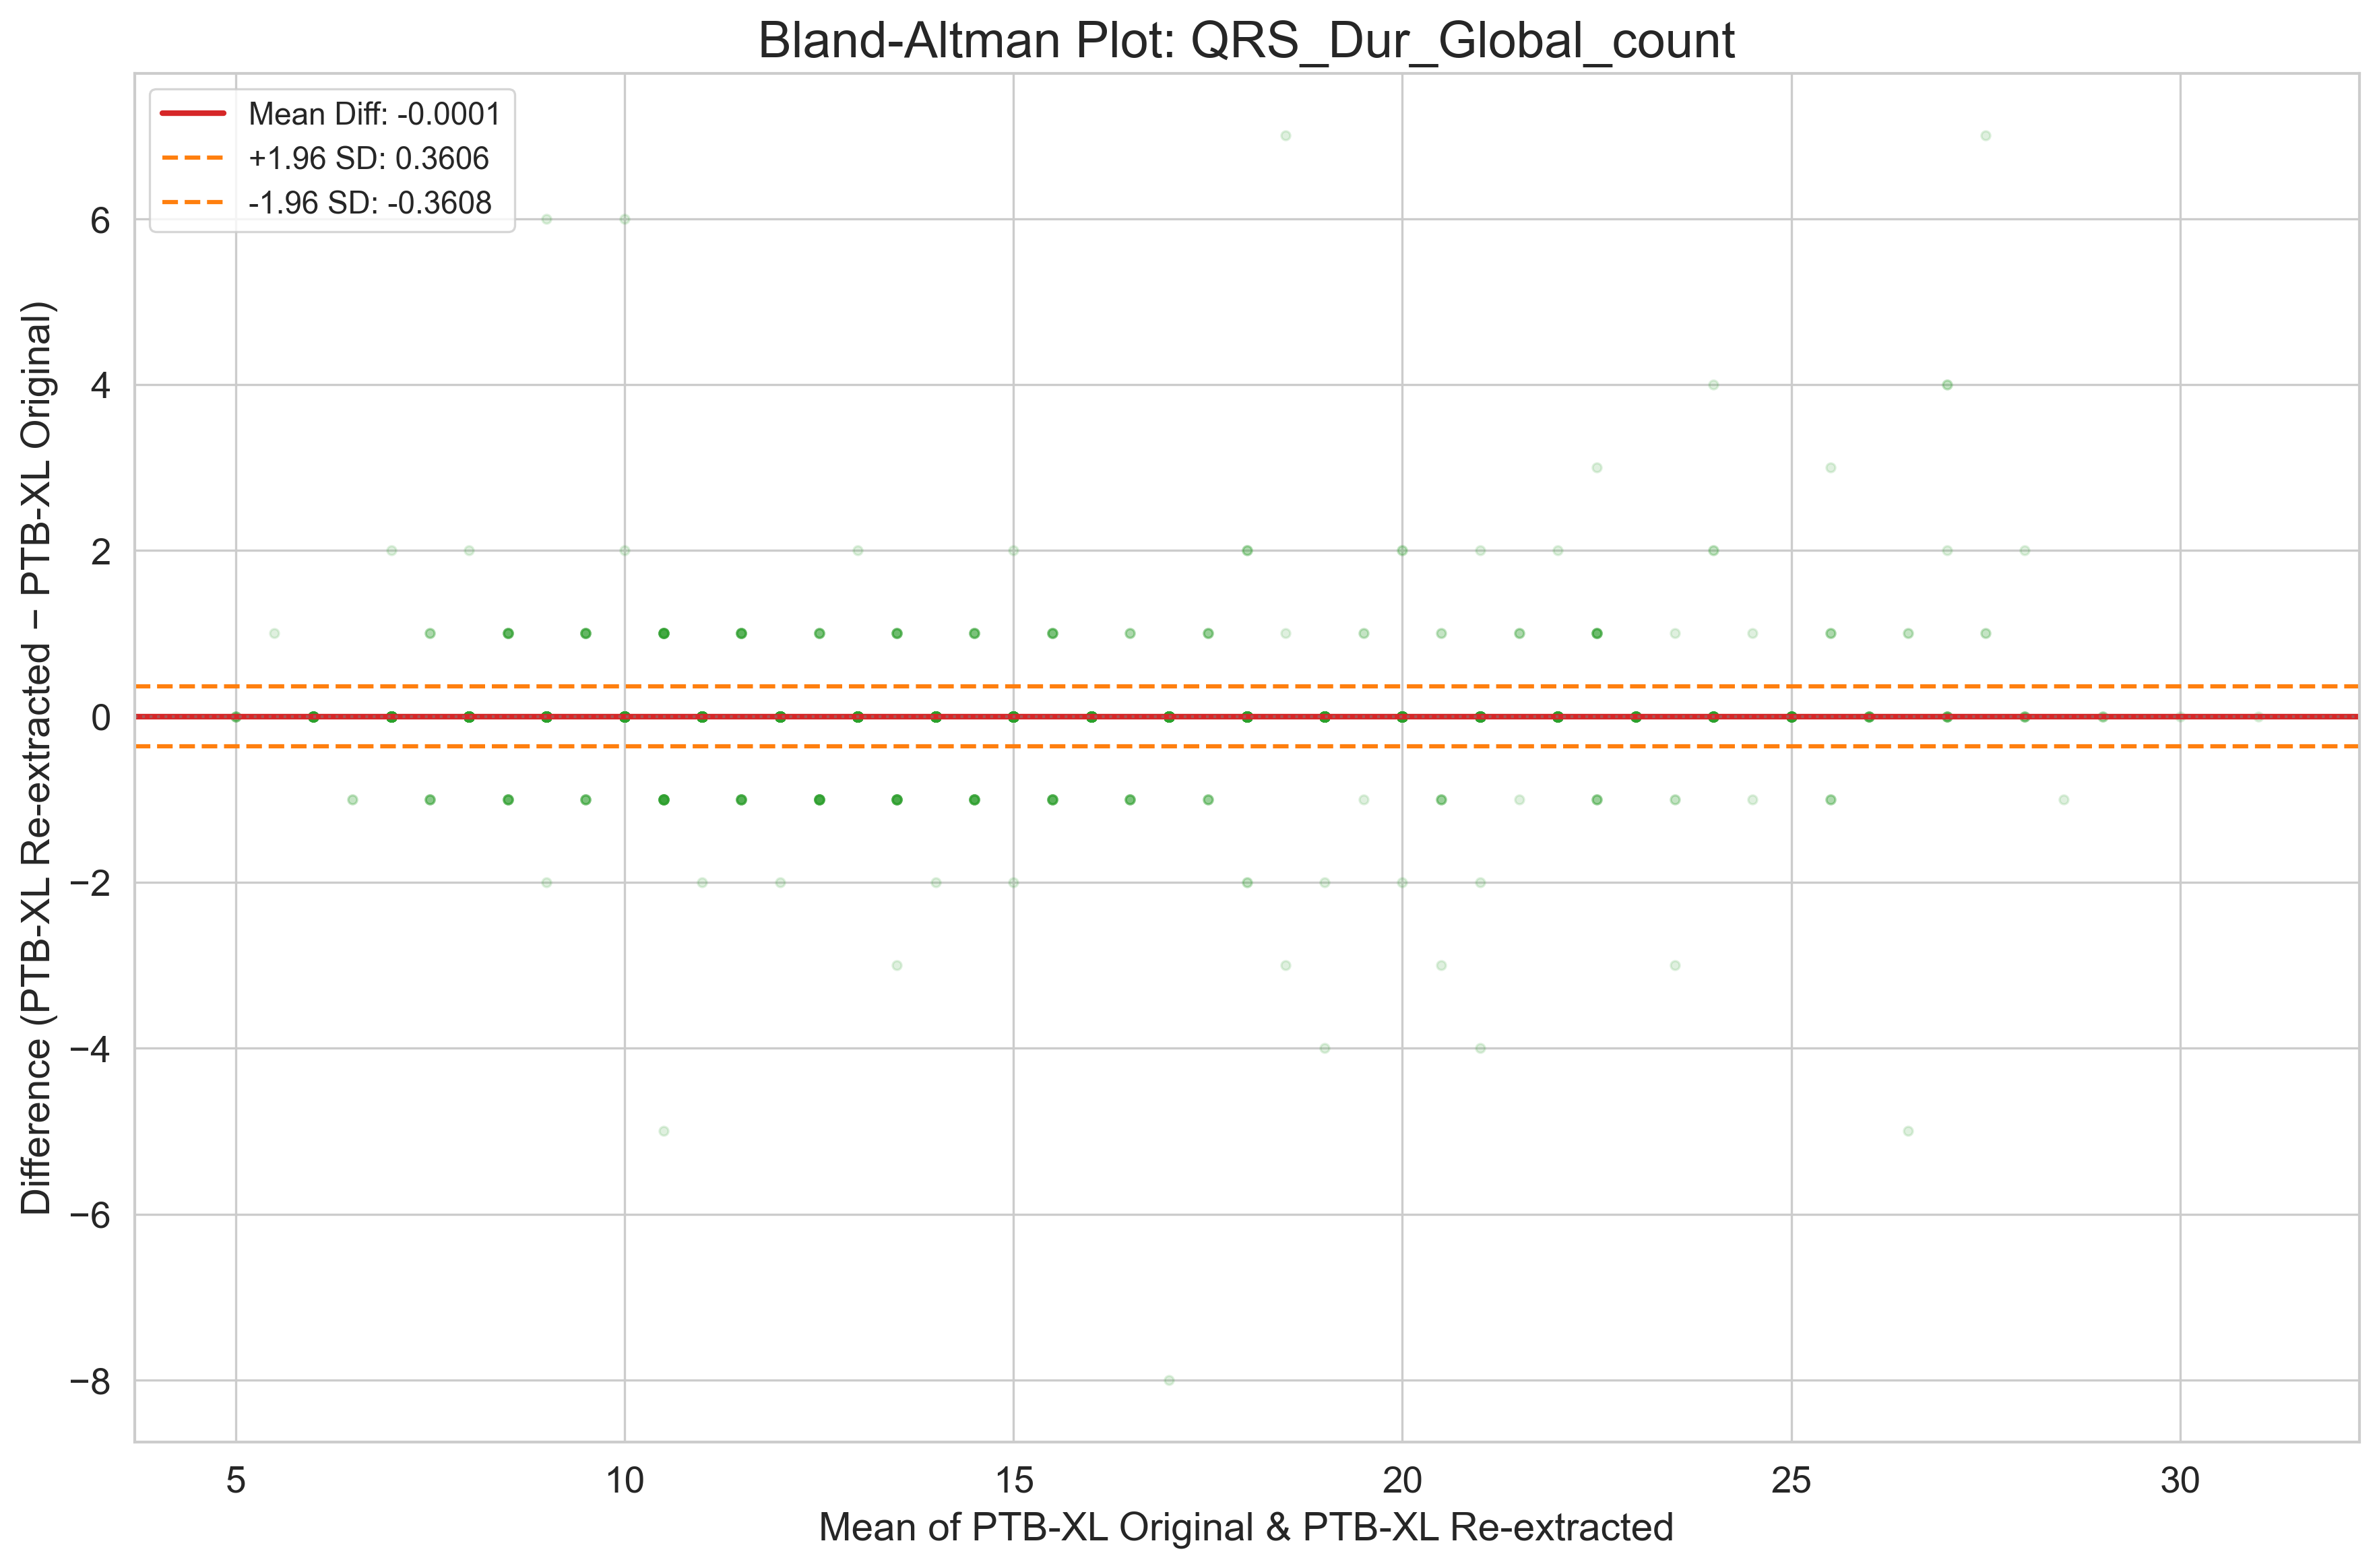 Bland-Altman Plot: QRS_Dur_Global_count
Mean Diff: -0.0001
+1.96 SD: 0.3606
-1.96 SD: -0.3608
Difference (PTB-XL Re-extracted − PTB-XL Original)
6
4
2
0
−2
−4
−6
−8
5 10 15 20 25 30
Mean of PTB-XL Original & PTB-XL Re-extracted